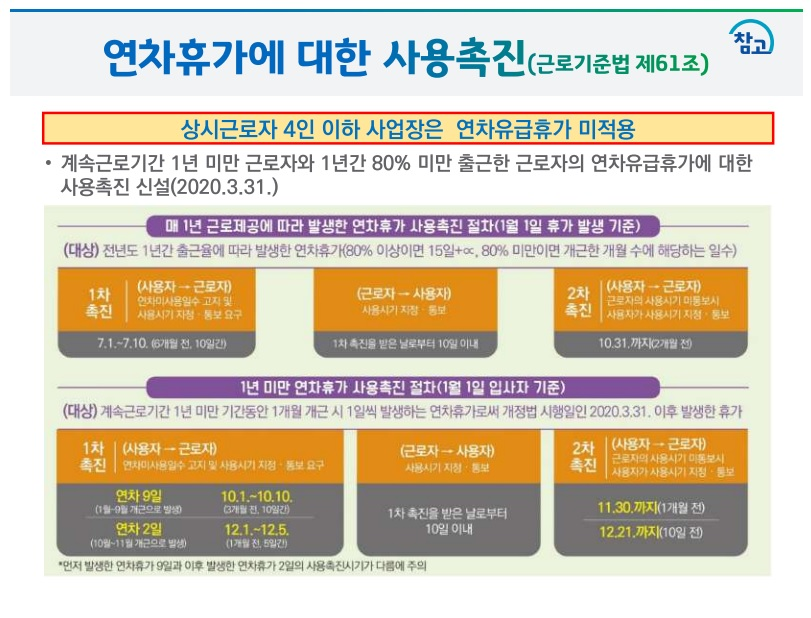 연차휴가에 대한 사용촉진(근로기준법 제61조)
참고
상시근로자 4인 이하 사업장은 연차유급휴가 미적용
• 계속근로기간 1년 미만 근로자와 1년간 80% 미만 출근한 근로자의 연차유급휴가에 대한
사용촉진 신설(2020.3.31.)
매 1년 근로제공에 따라 발생한 연차휴가 사용촉진 절차(1월 1일 휴가 발생 기준)
(대상) 전년도 1년간 출근율에 따라 발생한 연차휴가(80% 이상이면 15일+∝, 80% 미만이면 개근한 개월 수에 해당하는 일수)
1차
촉진
(사용자 → 근로자)
연차미사용일수 고지 및
사용시기 지정 · 통보 요구
7.1.~7.10. (6개월 전, 10일간)
(근로자 → 사용자)
사용시기 지정 · 통보
1차 촉진을 받은 날로부터 10일 이내
2차
촉진
(사용자 → 근로자)
근로자의 사용시기 미통보시
사용자가 사용시기 지정 · 통보
10.31.까지(2개월 전)
1년 미만 연차휴가 사용촉진 절차(1월 1일 입사자 기준)
(대상) 계속근로기간 1년 미만 기간동안 1개월 개근 시 1일씩 발생하는 연차휴가로써 개정법 시행일인 2020.3.31. 이후 발생한 휴가
1차
촉진
(사용자 → 근로자)
연차미사용일수 고지 및 사용시기 지정 · 통보 요구
연차 9일
(1월~9월 개근으로 발생)
10.1.~10.10.
(3개월 전, 10일간)
연차 2일
(10월~11월 개근으로 발생)
12.1.~12.5.
(1개월 전, 5일간)
(근로자 → 사용자)
사용시기 지정 · 통보
1차 촉진을 받은 날로부터
10일 이내
2차
촉진
(사용자 → 근로자)
근로자의 사용시기 미통보시
사용자가 사용시기 지정 · 통보
11.30.까지(1개월 전)
12.21.까지(10일 전)
*먼저 발생한 연차휴가 9일과 이후 발생한 연차휴가 2일의 사용촉진시기가 다름에 주의